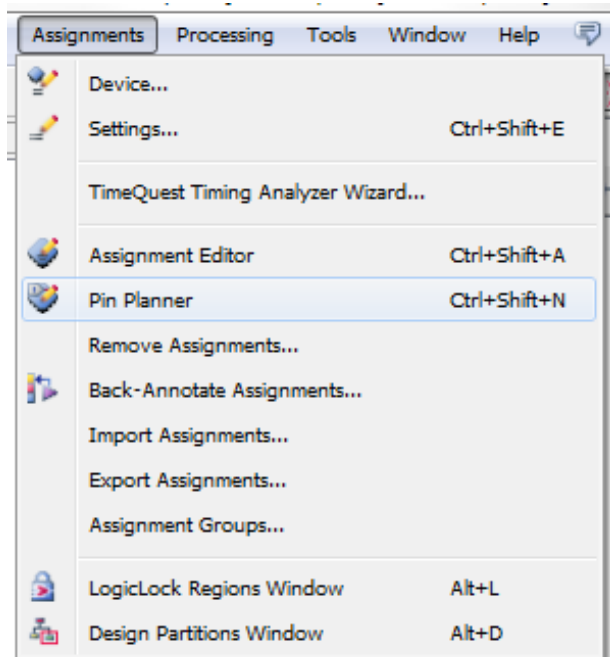 Assignments Processing Tools Window Help
Device...
Settings... Ctrl+Shift+E
TimeQuest Timing Analyzer Wizard...
Assignment Editor Ctrl+Shift+A
Pin Planner Ctrl+Shift+N
Remove Assignments...
Back-Annotate Assignments...
Import Assignments...
Export Assignments...
Assignment Groups...
LogicLock Regions Window Alt+L
Design Partitions Window Alt+D